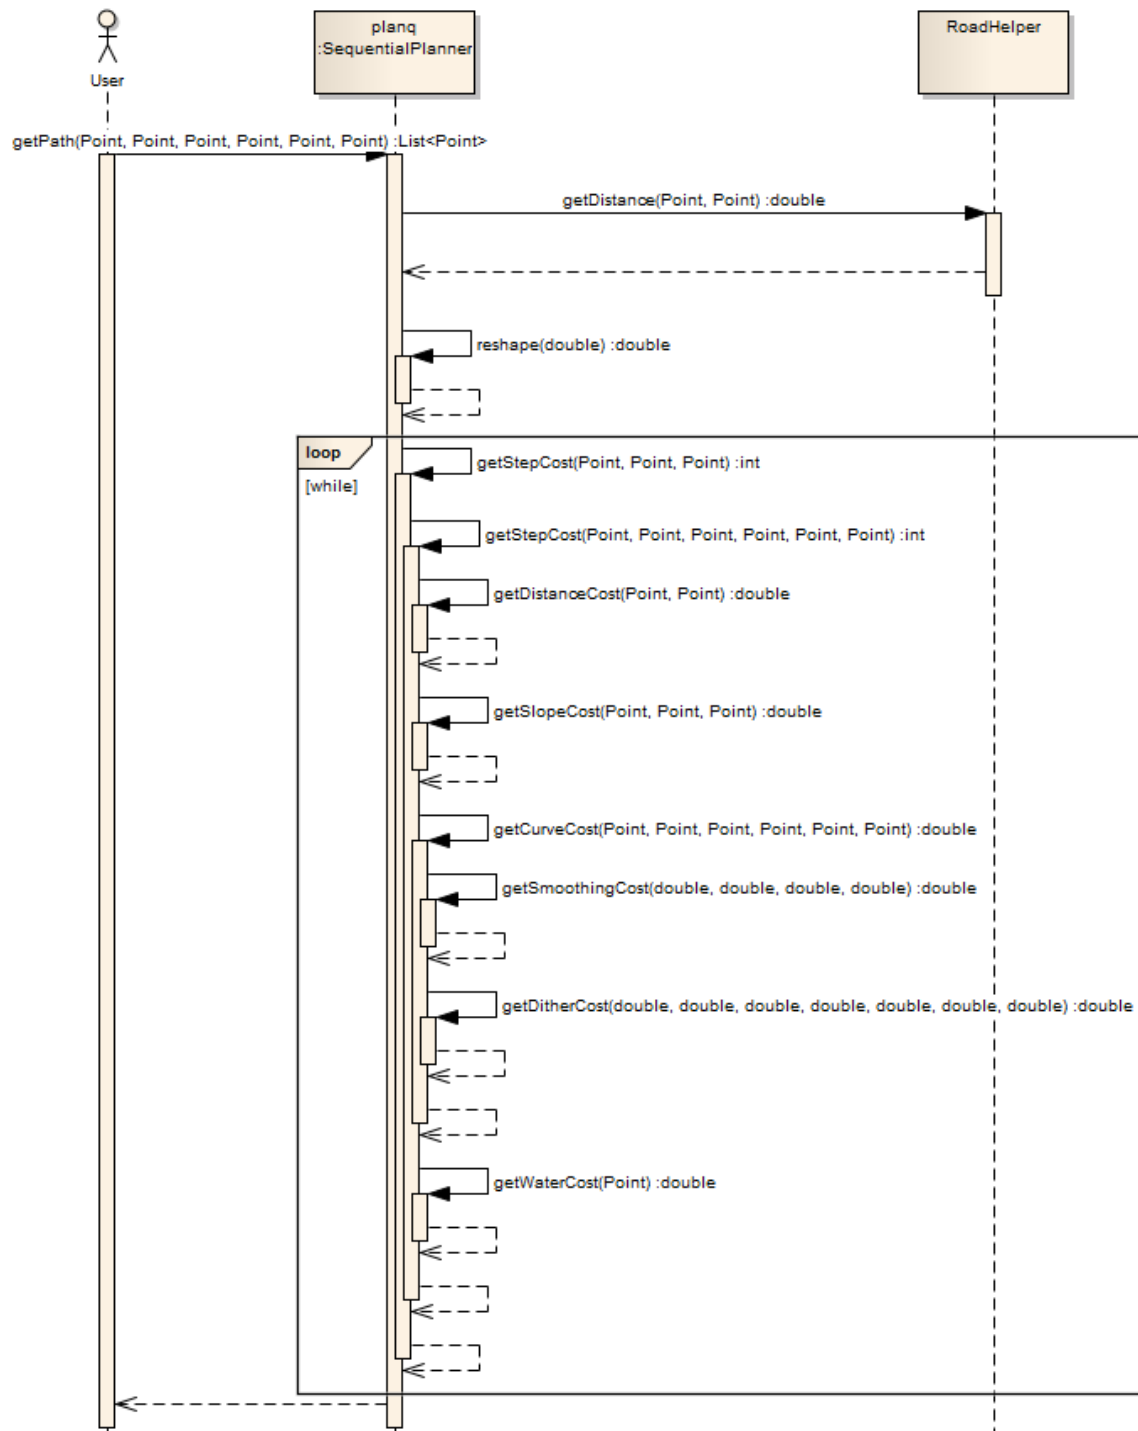 planq
:SequentialPlanner
RoadHelper
User
getPath(Point, Point, Point, Point, Point, Point) :List<Point>
getDistance(Point, Point) :double
reshape(double) :double
loop
getStepCost(Point, Point, Point) :int
[while]
getStepCost(Point, Point, Point, Point, Point, Point) :int
getDistanceCost(Point, Point) :double
getSlopeCost(Point, Point, Point) :double
getCurveCost(Point, Point, Point, Point, Point, Point) :double
getSmoothingCost(double, double, double, double) :double
getDitherCost(double, double, double, double, double, double, double) :double
getWaterCost(Point) :double